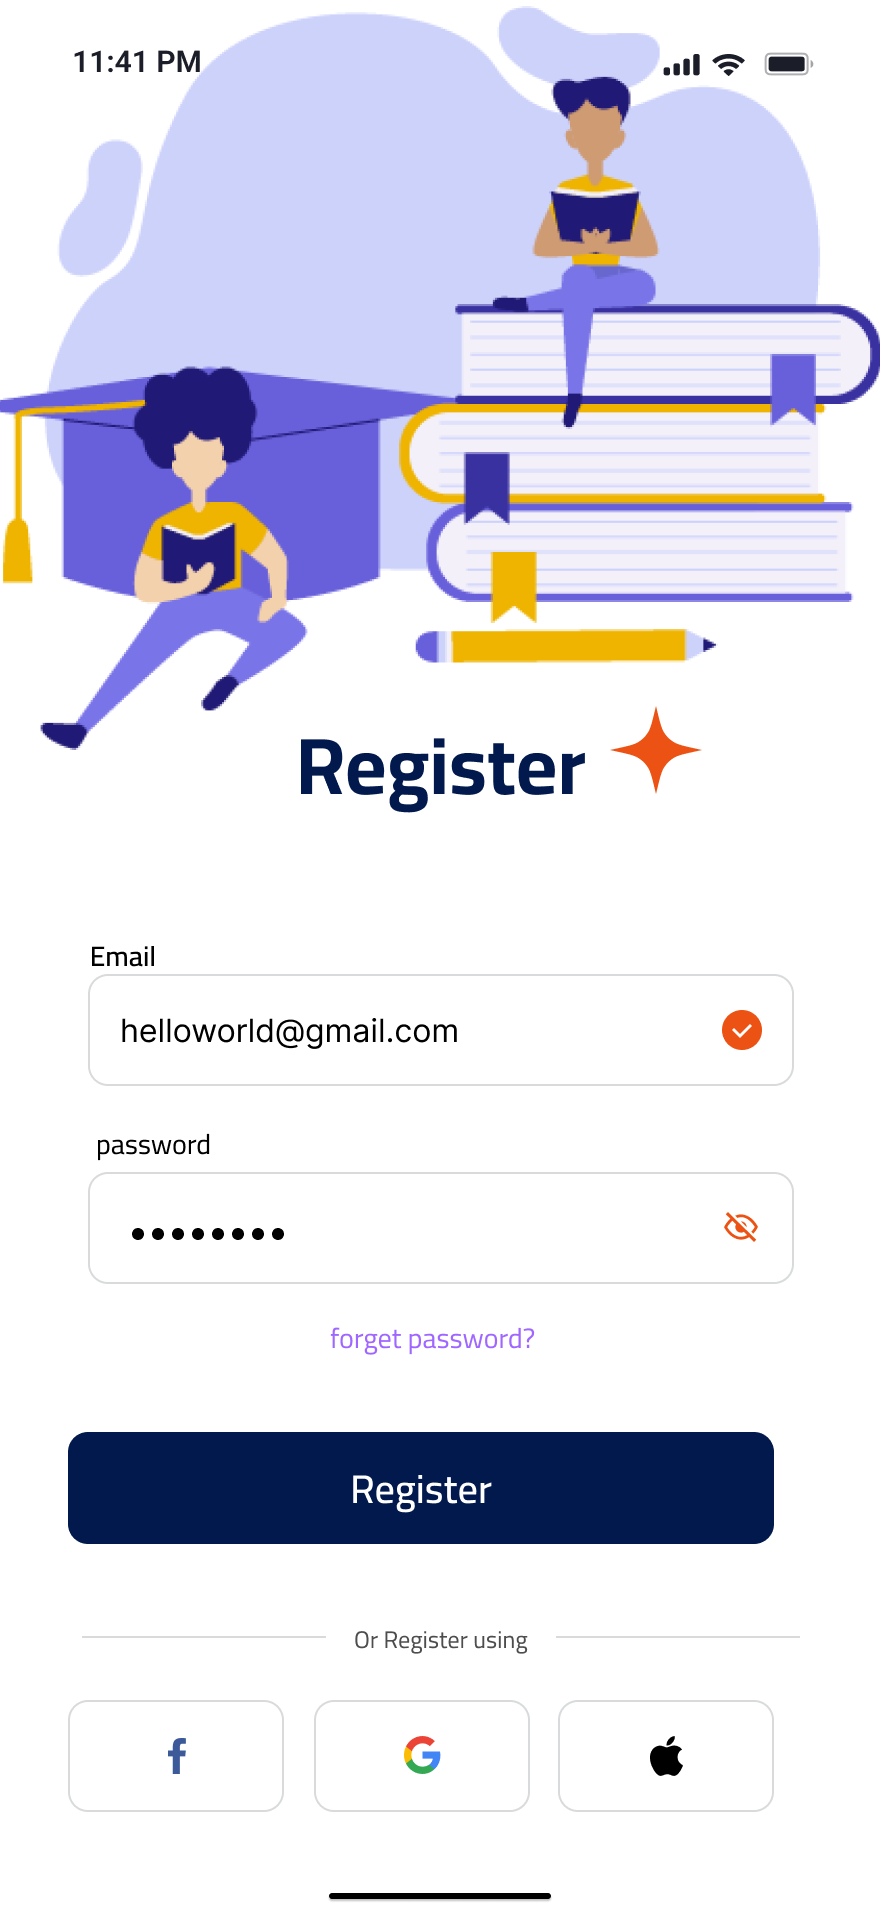 11:41 PM
Register
Email
helloworld@gmail.com
password
forget password?
Register
Or Register using